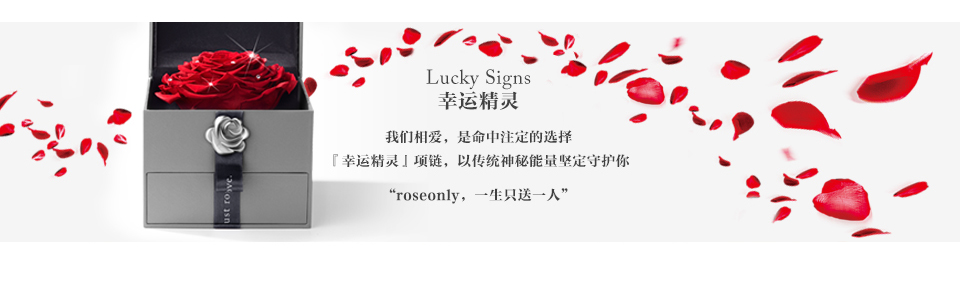 Lucky Signs
幸运精灵
我们相爱，是命中注定的选择
『幸运精灵』项链，以传统神秘能量坚定守护你
“roseonly，一生只送一人”